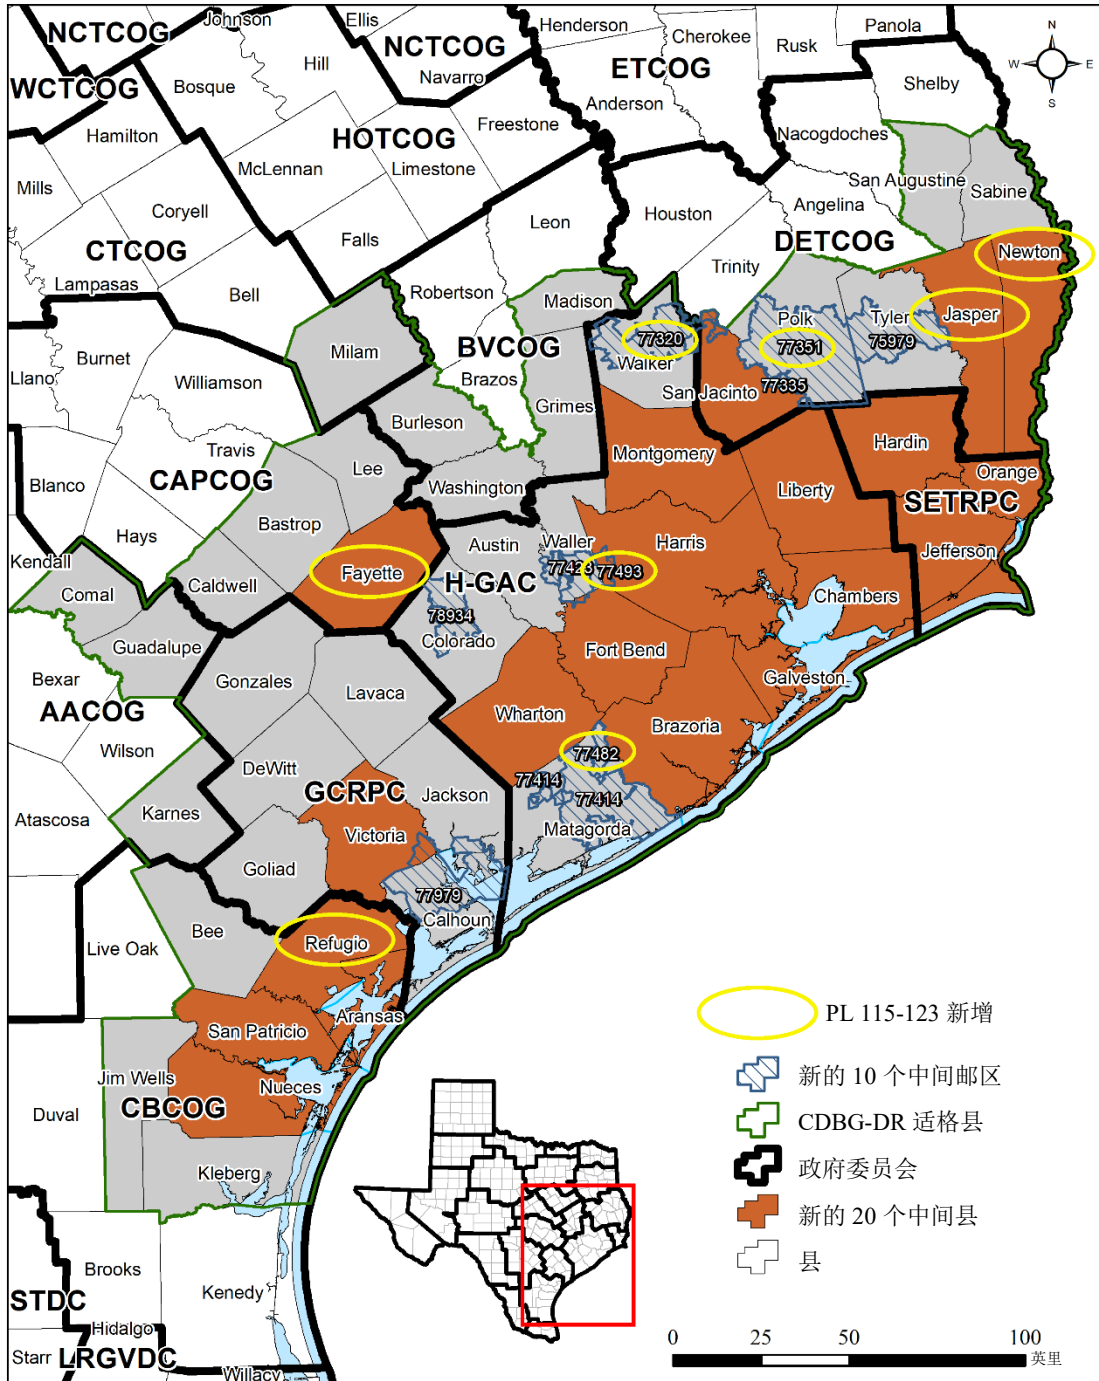 NCTCOG
Johnson
Ellis
NCTCOG
Henderson
Cherokee
Rusk
Panola
N
W
E
S
WCTCOG
Bosque
Hill
Navarro
ETCOG
Shelby
Hamilton
HOTCOG
Freestone
Anderson
Nacogdoches
Mills
McLennan
Limestone
San Augustine
Sabine
Coryell
Leon
Houston
Angelina
CTCOG
Falls
DETCOG
Newton
Lampasas
Bell
Robertson
Madison
Trinity
Milam
BVCOG
77320
Polk
77351
Tyler
75979
Jasper
Burnet
Llano
Williamson
Brazos
Walker
San Jacinto
77335
Burleson
Grimes
Travis
Montgomery
Hardin
Lee
Blanco
CAPCOG
Washington
Liberty
Orange
SETRPC
Bastrop
Hays
Austin
Waller
Harris
Jefferson
Kendall
Fayette
H-GAC
77423
77493
Comal
Caldwell
Chambers
78934
Colorado
Guadalupe
Fort Bend
Bexar
Gonzales
Lavaca
Galveston
AACOG
Wharton
Brazoria
Wilson
77482
DeWitt
77414
GCRPC
Jackson
77414
Karnes
Atascosa
Victoria
Matagorda
Goliad
77979
Calhoun
Bee
Live Oak
Refugio
Aransas
San Patricio
Jim Wells
Nueces
Duval
CBCOG
Kleberg
Brooks
Kenedy
STDC
Hidalgo
Starr
LRGVDC
Willacy
PL 115-123 新增
新的 10 个中间邮区
CDBG-DR 适格县
政府委员会
新的 20 个中间县
县
0 25 50 100
英里